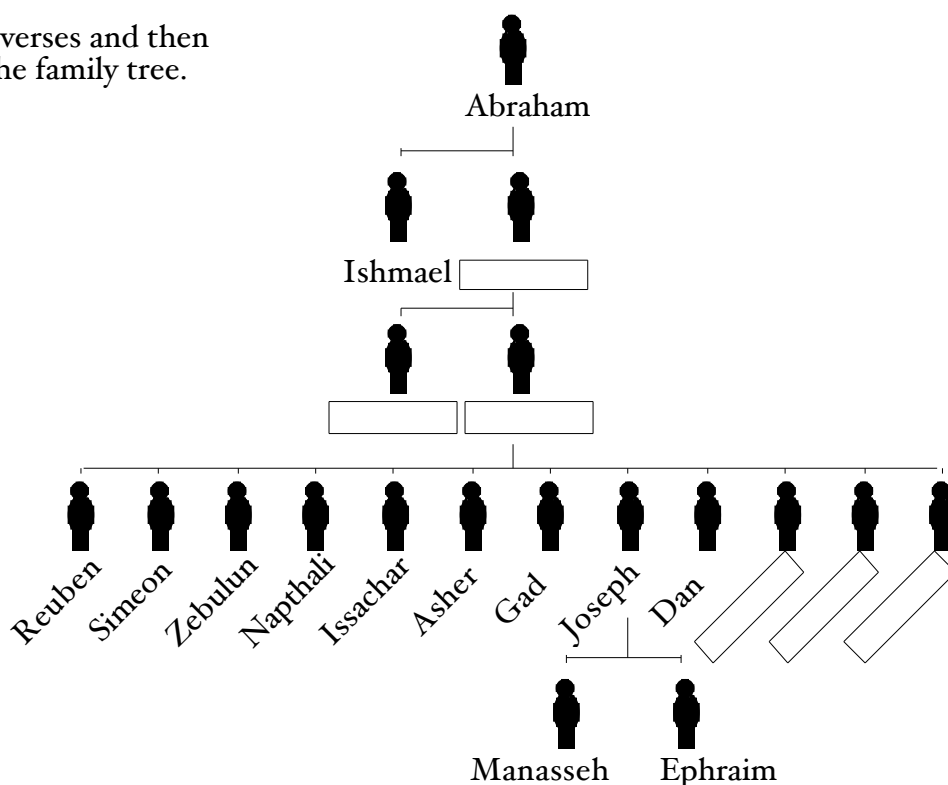 verses and then
he family tree.
Abraham
Ishmael
Reuben
Simeon
Zebulun
Napthali
Issachar
Asher
Gad
Joseph
Dan
Manasseh
Ephraim